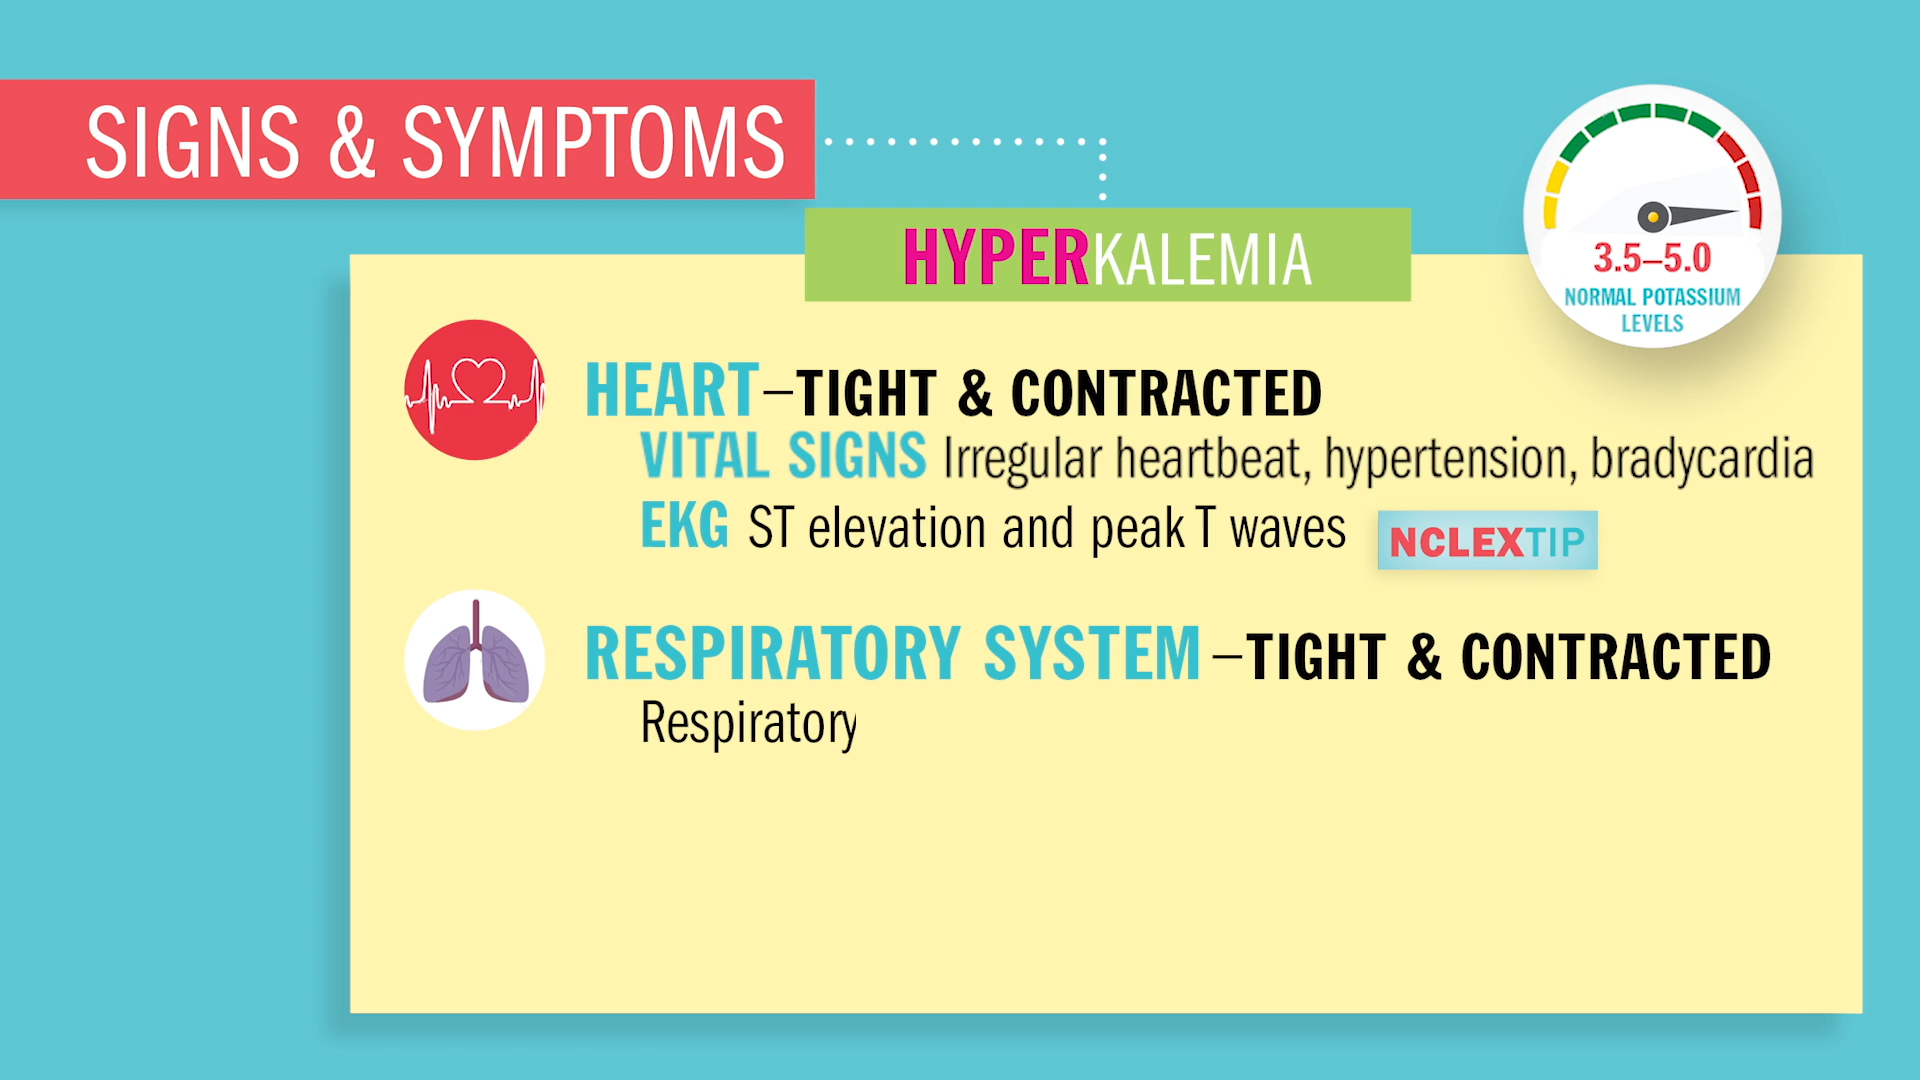 SIGNS & SYMPTOMS
HYPERKALEMIA
3.5–5.0
NORMAL POTASSIUM
LEVELS
HEART–TIGHT & CONTRACTED
VITAL SIGNS Irregular heartbeat, hypertension, bradycardia
EKG ST elevation and peak T waves
NCLEXTIP
RESPIRATORY SYSTEM –TIGHT & CONTRACTED
Respiratory